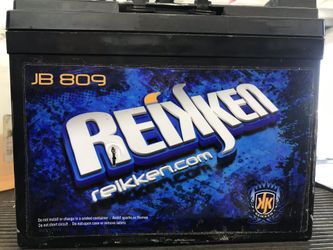 JB 809
REIKKEN
reikken.com
Do not install or charge in a sealed container • Avoid sparks or flames
Do not short circuit • Do not open case or remove labels